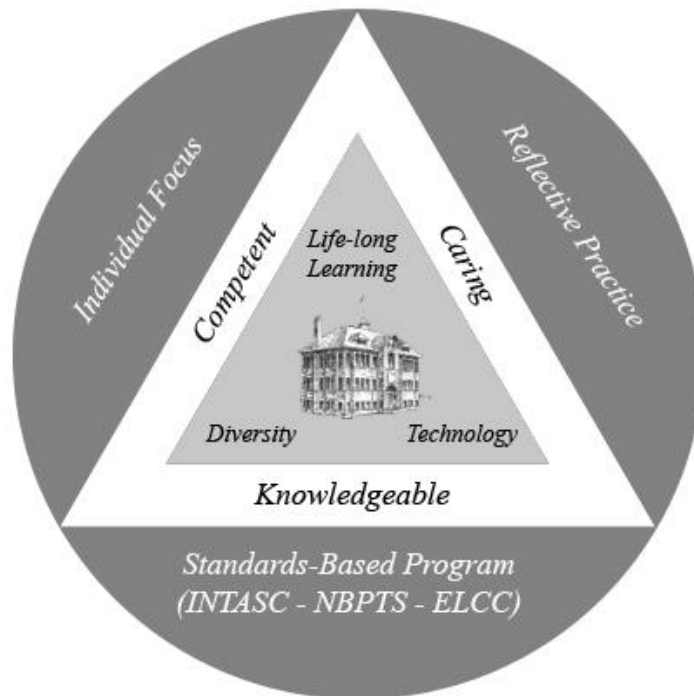 Individual Focus
Reflective Practice
Competent
Caring
Life-long
Learning
Diversity
Technology
Knowledgeable
Standards-Based Program
(INTASC - NBPTS - ELCC)